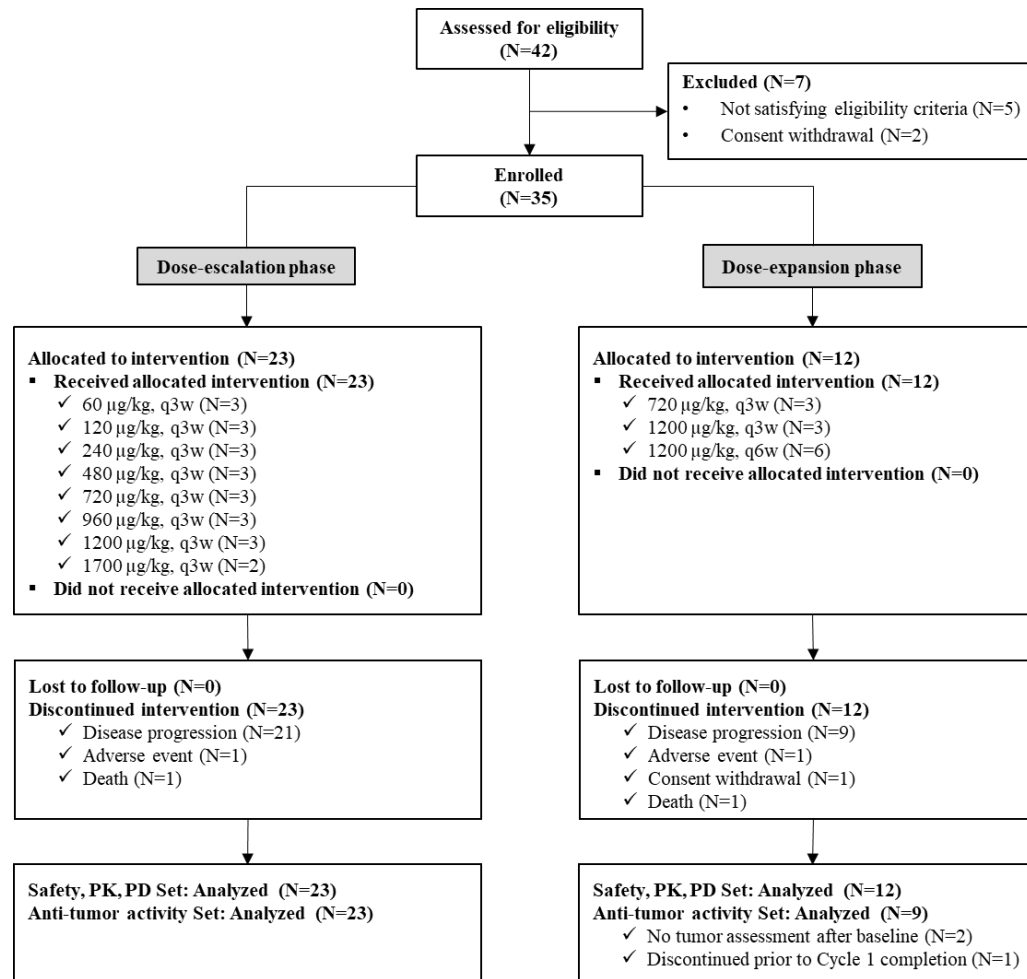 Assessed for eligibility
(N=42)
Excluded (N=7)
• Not satisfying eligibility criteria (N=5)
• Consent withdrawal (N=2)
Enrolled
(N=35)
Dose-escalation phase
Dose-expansion phase
Allocated to intervention (N=23)
▪ Received allocated intervention (N=23)
✓ 60 µg/kg, q3w (N=3)
✓ 120 µg/kg, q3w (N=3)
✓ 240 µg/kg, q3w (N=3)
✓ 480 µg/kg, q3w (N=3)
✓ 720 µg/kg, q3w (N=3)
✓ 960 µg/kg, q3w (N=3)
✓ 1200 µg/kg, q3w (N=3)
✓ 1700 µg/kg, q3w (N=2)
▪ Did not receive allocated intervention (N=0)
Allocated to intervention (N=12)
▪ Received allocated intervention (N=12)
✓ 720 µg/kg, q3w (N=3)
✓ 1200 µg/kg, q3w (N=3)
✓ 1200 µg/kg, q6w (N=6)
▪ Did not receive allocated intervention (N=0)
Lost to follow-up (N=0)
Discontinued intervention (N=23)
✓ Disease progression (N=21)
✓ Adverse event (N=1)
✓ Death (N=1)
Lost to follow-up (N=0)
Discontinued intervention (N=12)
✓ Disease progression (N=9)
✓ Adverse event (N=1)
✓ Consent withdrawal (N=1)
✓ Death (N=1)
Safety, PK, PD Set: Analyzed (N=23)
Anti-tumor activity Set: Analyzed (N=23)
Safety, PK, PD Set: Analyzed (N=12)
Anti-tumor activity Set: Analyzed (N=9)
✓ No tumor assessment after baseline (N=2)
✓ Discontinued prior to Cycle 1 completion (N=1)